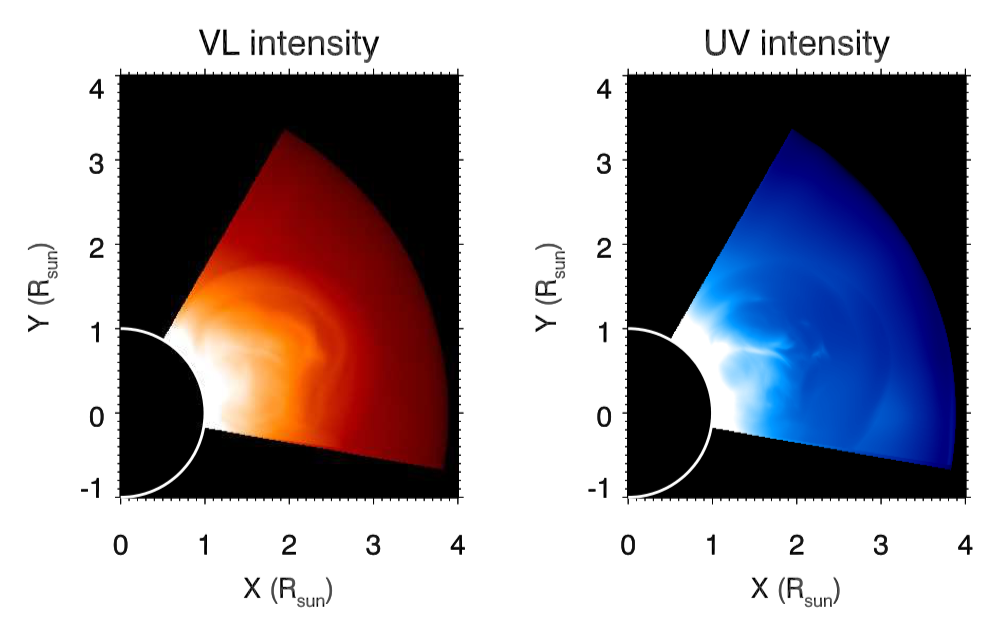 VL intensity
UV intensity
4
3
2
1
0
-1
Y (Rsun)
0 1 2 3 4
X (Rsun)
4
3
2
1
0
-1
Y (Rsun)
0 1 2 3 4
X (Rsun)